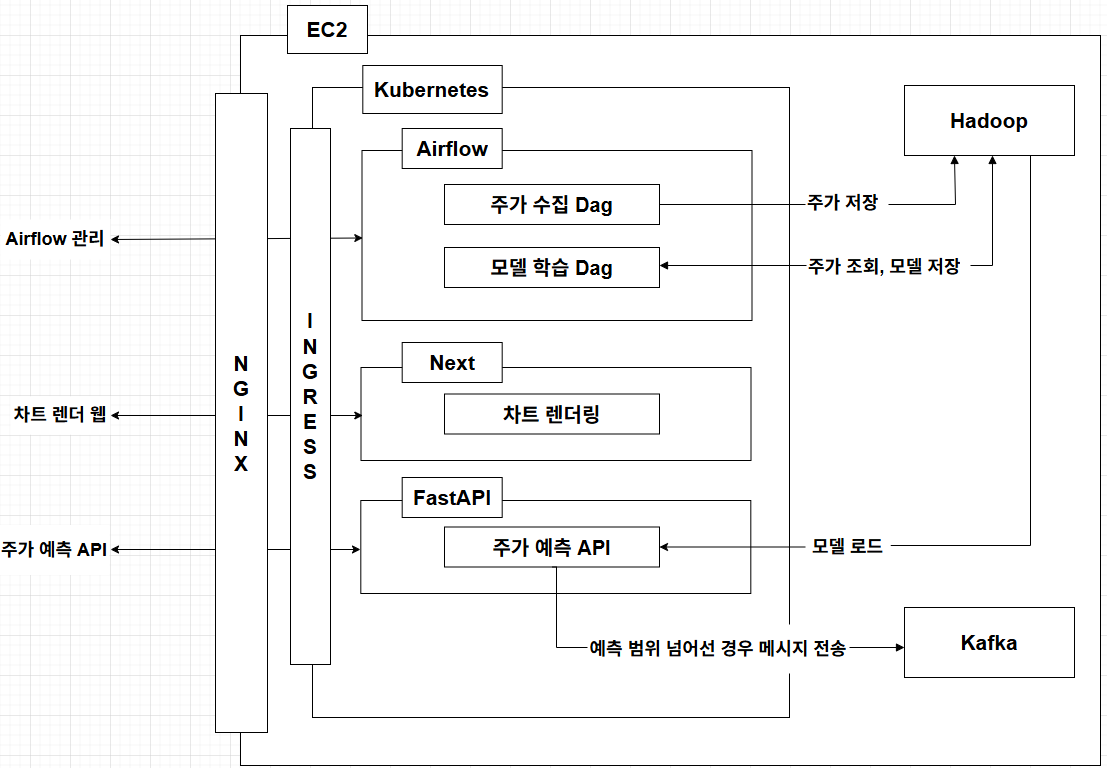 EC2
Kubernetes
Hadoop
Airflow
주가 수집 Dag
주가 저장
Airflow 관리
모델 학습 Dag
주가 조회, 모델 저장
NGINX
INGRESS
Next
차트 렌더 웹
차트 렌더링
FastAPI
주가 예측 API
주가 예측 API
모델 로드
예측 범위 넘어선 경우 메시지 전송
Kafka